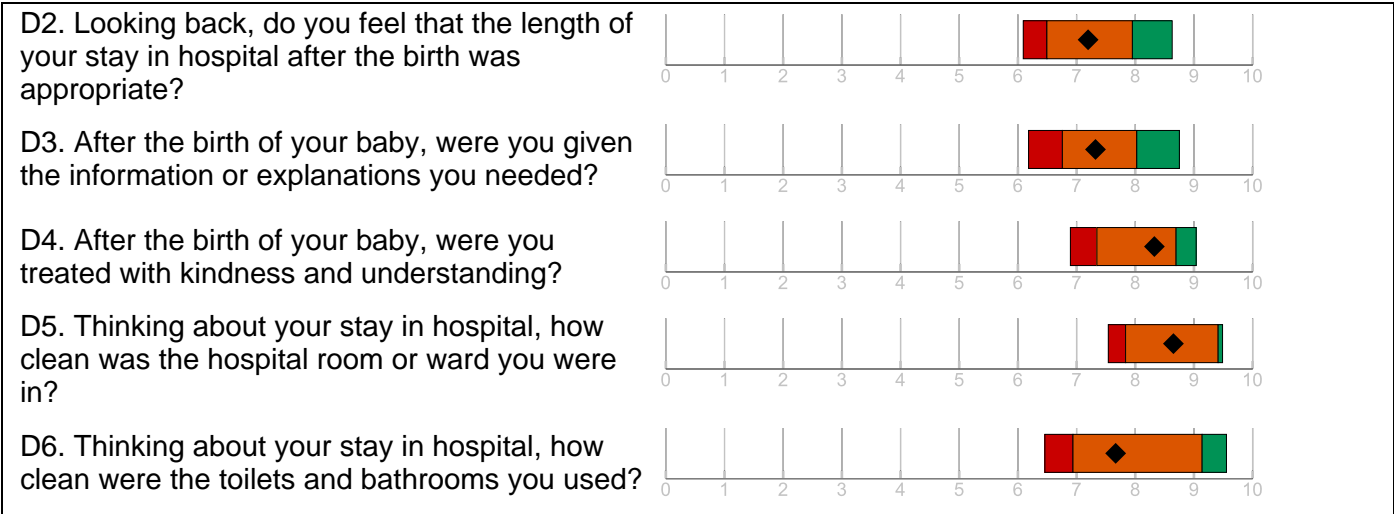 D2. Looking back, do you feel that the length of
your stay in hospital after the birth was
appropriate?
0 1 2 3 4 5 6 7 8 9 10
D3. After the birth of your baby, were you given
the information or explanations you needed?
0 1 2 3 4 5 6 7 8 9 10
D4. After the birth of your baby, were you
treated with kindness and understanding?
0 1 2 3 4 5 6 7 8 9 10
D5. Thinking about your stay in hospital, how
clean was the hospital room or ward you were
in?
0 1 2 3 4 5 6 7 8 9 10
D6. Thinking about your stay in hospital, how
clean were the toilets and bathrooms you used?
0 1 2 3 4 5 6 7 8 9 10